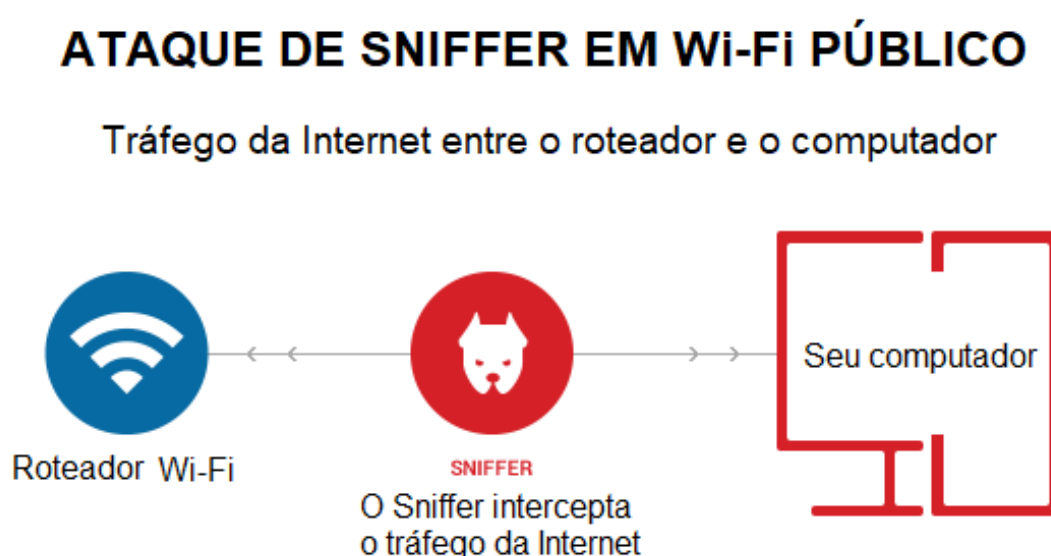 ATAQUE DE SNIFFER EM Wi-Fi PÚBLICO
Tráfego da Internet entre o roteador e o computador
Seu computador
Roteador Wi-Fi
SNIFFER
O Sniffer intercepta
o tráfego da Internet